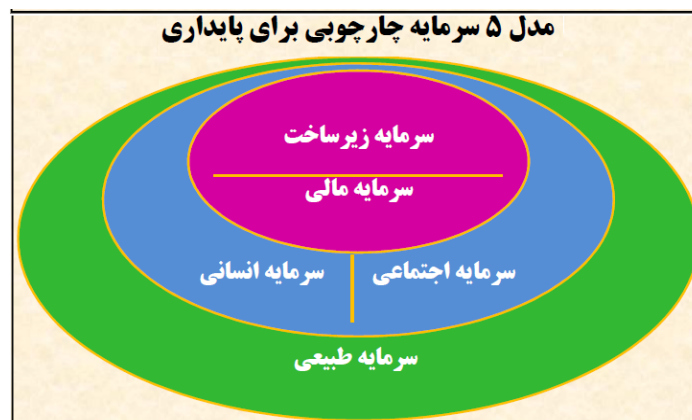 مدل ۵ سرمایه چارچوبی برای پایداری
سرمایه زیرساخت
سرمایه مالی
سرمایه اجتماعی
سرمایه انسانی
سرمایه طبیعی